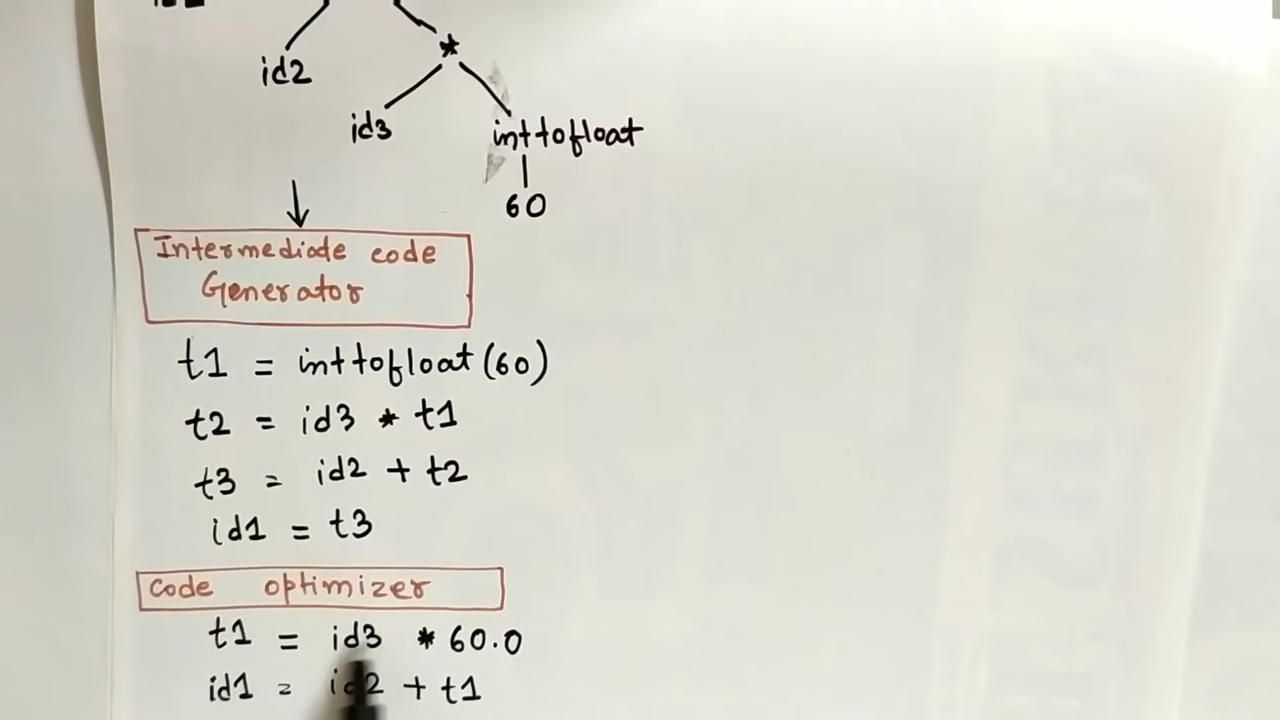 id2
*
id3
inttofloat
60
Intermediate code
Generator
t1 = inttofloat(60)
t2 = id3 * t1
t3 = id2 + t2
id1 = t3
Code optimizer
t1 = id3 * 60.0
id1 = id2 + t1